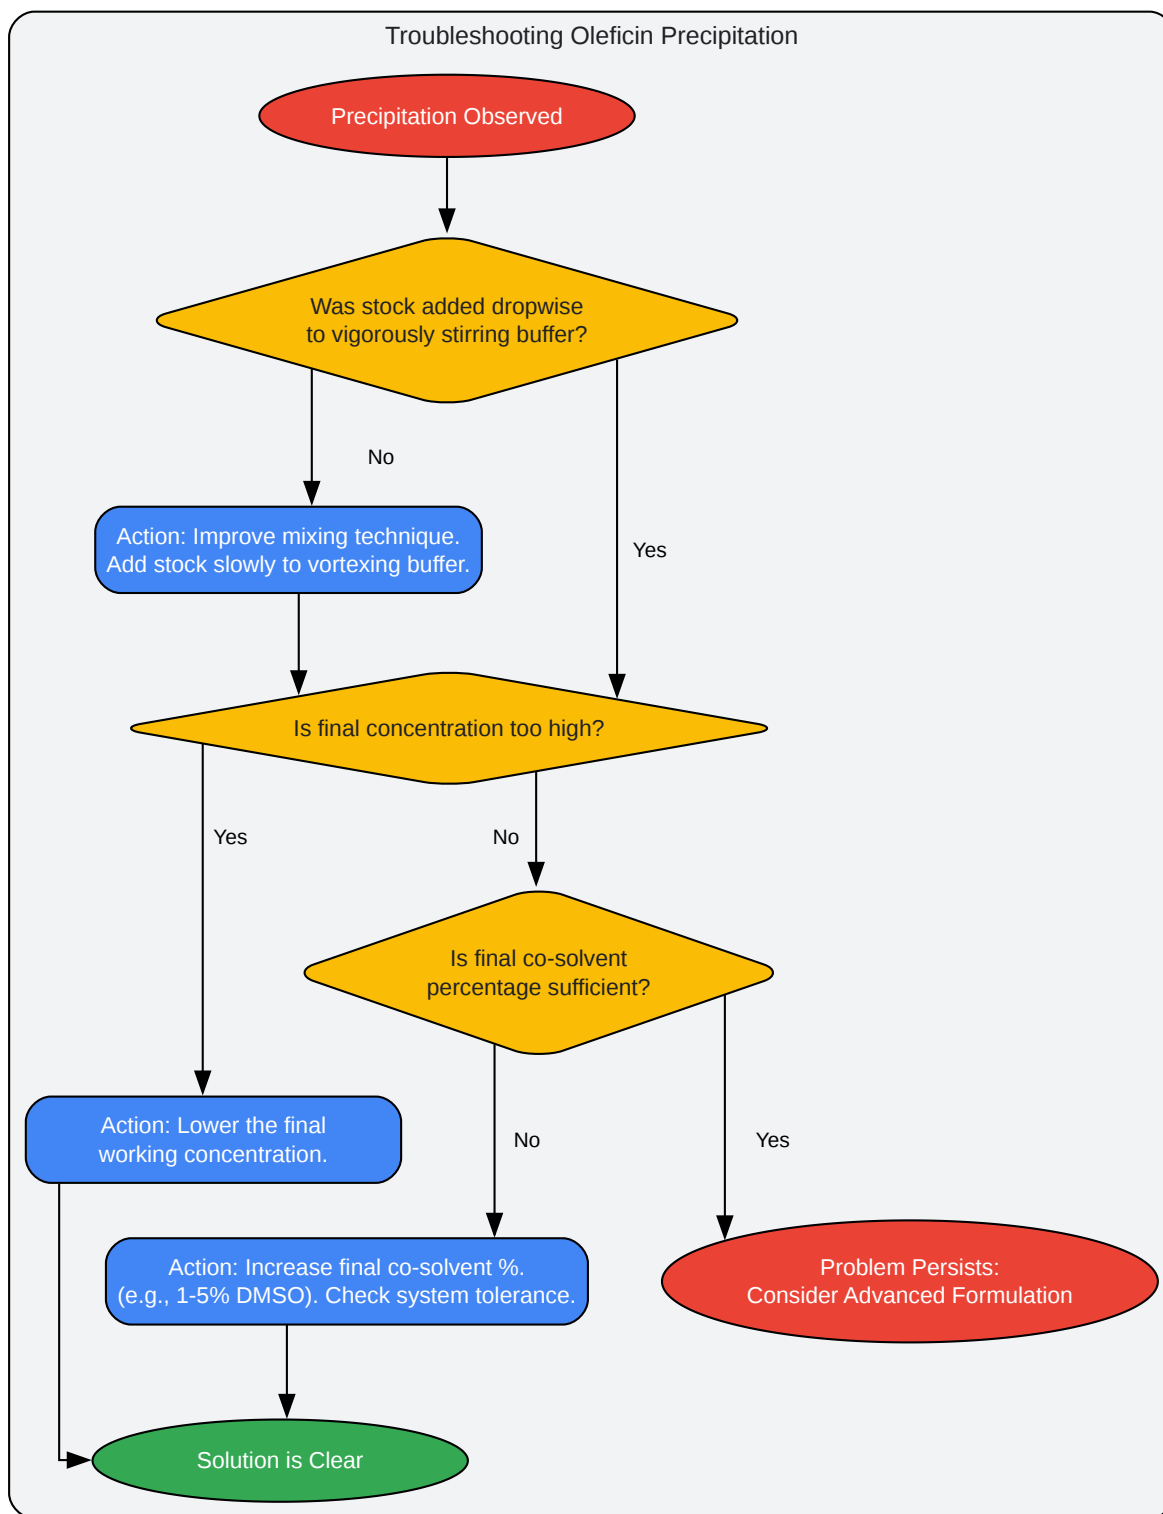 Troubleshooting Oleficin Precipitation
Precipitation Observed
Was stock added dropwise
to vigorously stirring buffer?
No
Action: Improve mixing technique.
Add stock slowly to vortexing buffer.
Yes
Is final concentration too high?
Yes
No
Is final co-solvent
percentage sufficient?
Action: Lower the final
working concentration.
No
Yes
Action: Increase final co-solvent %.
(e.g., 1-5% DMSO). Check system tolerance.
Problem Persists:
Consider Advanced Formulation
Solution is Clear